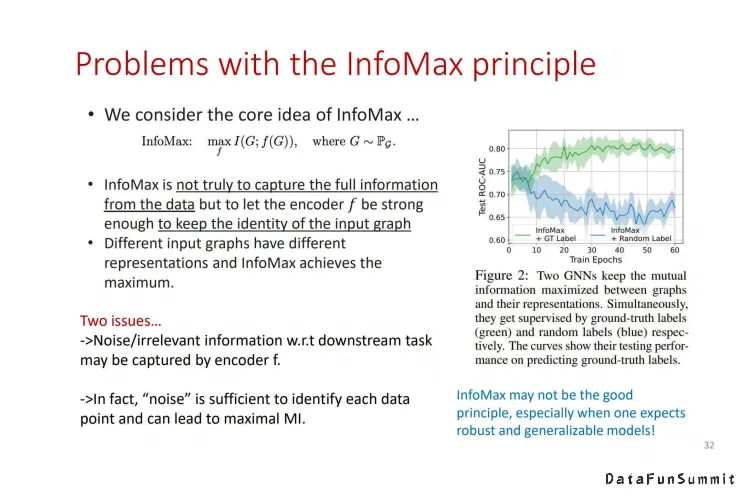 Problems with the InfoMax principle
• We consider the core idea of InfoMax …
InfoMax: max_f I(G; f(G)), where G ∼ ℙ_𝒢.
• InfoMax is not truly to capture the full information
from the data but to let the encoder f be strong
enough to keep the identity of the input graph
• Different input graphs have different
representations and InfoMax achieves the
maximum.
Two issues…
->Noise/irrelevant information w.r.t downstream task
may be captured by encoder f.
->In fact, “noise” is sufficient to identify each data
point and can lead to maximal MI.
Test ROC-AUC
0.80
0.75
0.70
0.65
0.60
InfoMax
+ GT Label
InfoMax
+ Random Label
0 10 20 30 40 50 60
Train Epochs
Figure 2: Two GNNs keep the mutual
information maximized between graphs
and their representations. Simultaneously,
they get supervised by ground-truth labels
(green) and random labels (blue) respec-
tively. The curves show their testing perfor-
mance on predicting ground-truth labels.
InfoMax may not be the good
principle, especially when one expects
robust and generalizable models!
32
DataFunSummit